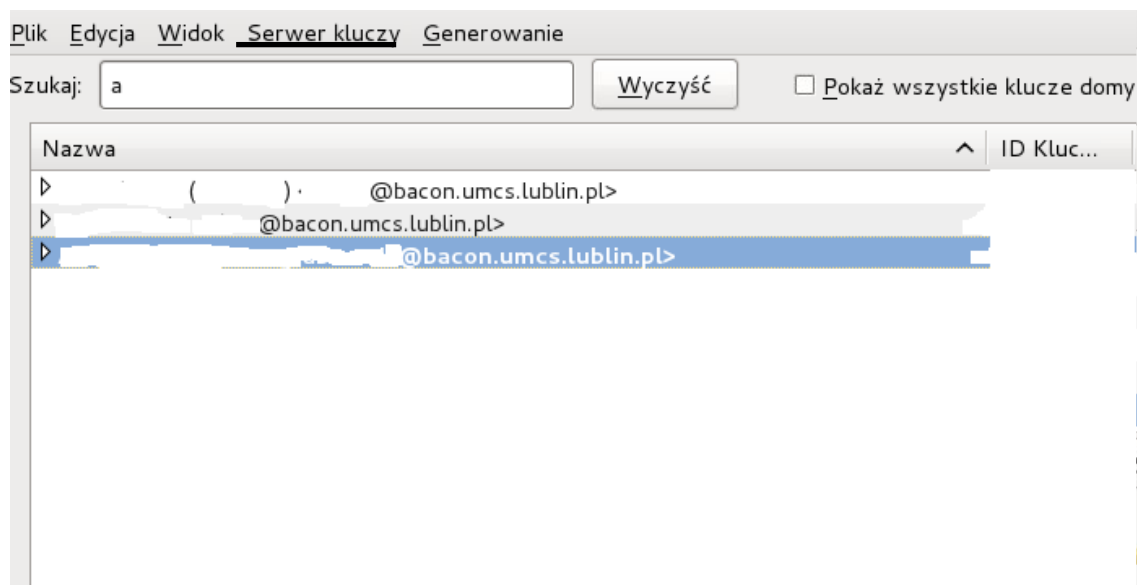 Plik Edycja Widok Serwer kluczy Generowanie
Szukaj: a Wyczyść Pokaż wszystkie klucze domy
Nazwa ID Kluc...
( ) @bacon.umcs.lublin.pl>
@bacon.umcs.lublin.pl>
@bacon.umcs.lublin.pl>